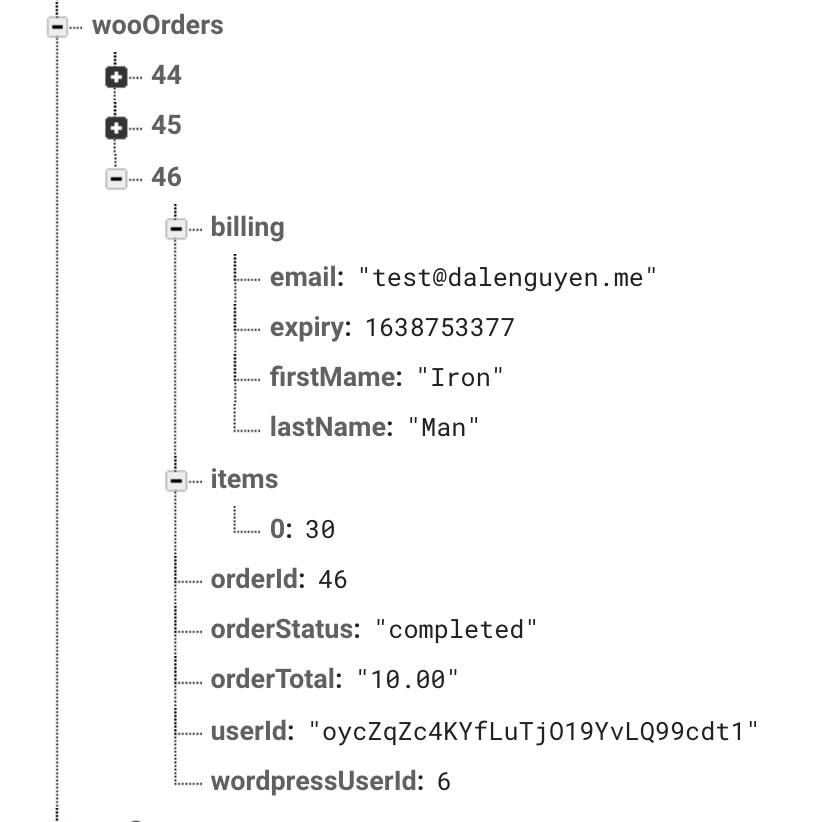 wooOrders
44
45
46
billing
email: "test@dalenguyen.me"
expiry: 1638753377
firstMame: "Iron"
lastName: "Man"
items
0: 30
orderId: 46
orderStatus: "completed"
orderTotal: "10.00"
userId: "oycZqZc4KYfLuTjO19YvLQ99cdt1"
wordpressUserId: 6